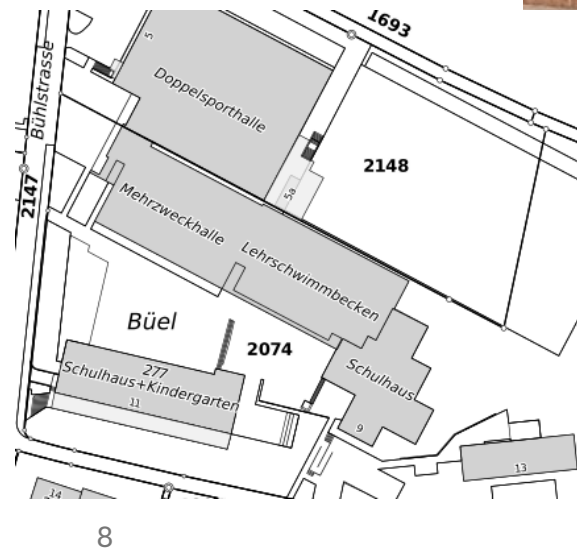 1693
5
Doppelsporthalle
Bühlstrasse
2148
5a
2147
Mehrzweckhalle
Lehrschwimmbecken
Büel
2074
277
Schulhaus+Kindergarten
11
Schulhaus
9
13
14
8